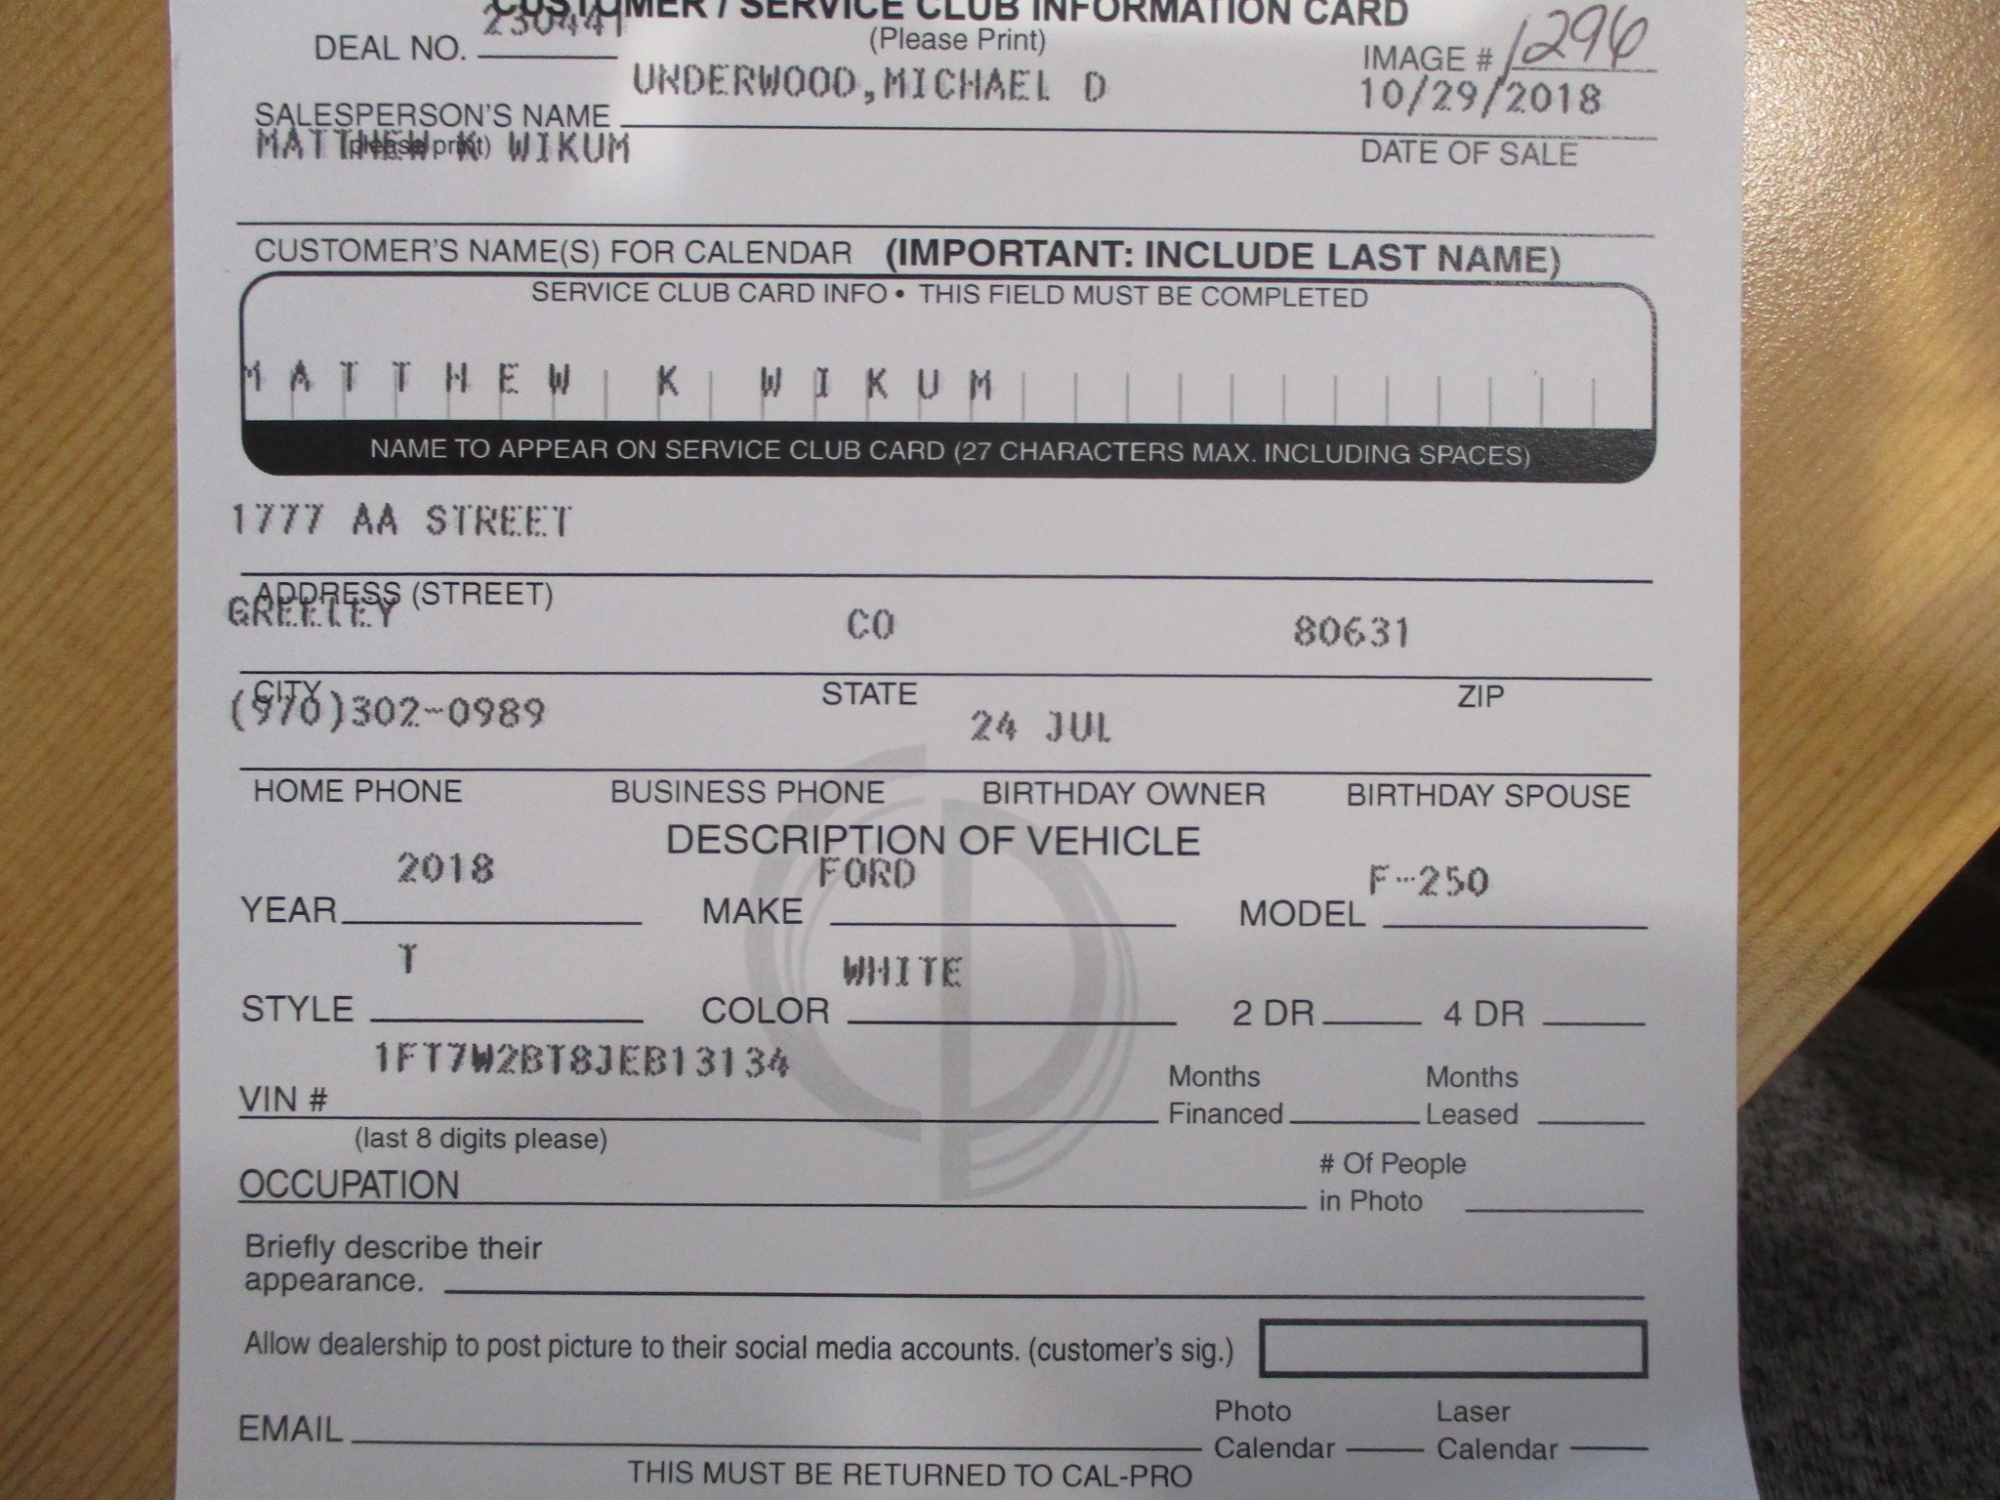 CUSTOMER / SERVICE CLUB INFORMATION CARD
230441
(Please Print)
DEAL NO.
IMAGE # 1296
UNDERWOOD,MICHAEL D
10/29/2018
SALESPERSON'S NAME
(please print)
MATTHEW K WIKUM
DATE OF SALE
CUSTOMER'S NAME(S) FOR CALENDAR (IMPORTANT: INCLUDE LAST NAME)
SERVICE CLUB CARD INFO • THIS FIELD MUST BE COMPLETED
MATTHEW K WIKUM
NAME TO APPEAR ON SERVICE CLUB CARD (27 CHARACTERS MAX. INCLUDING SPACES)
1777 AA STREET
ADDRESS (STREET)
GREELEY CO 80631
CITY STATE ZIP
(970)302-0989 24 JUL
HOME PHONE BUSINESS PHONE BIRTHDAY OWNER BIRTHDAY SPOUSE
DESCRIPTION OF VEHICLE
2018 FORD F-250
YEAR MAKE MODEL
T WHITE
STYLE COLOR 2 DR 4 DR
1FT7W2BT8JEB13134
VIN # Months Financed Months Leased
(last 8 digits please)
OCCUPATION # Of People in Photo
Briefly describe their
appearance.
Allow dealership to post picture to their social media accounts. (customer's sig.)
EMAIL Photo Calendar Laser Calendar
THIS MUST BE RETURNED TO CAL-PRO